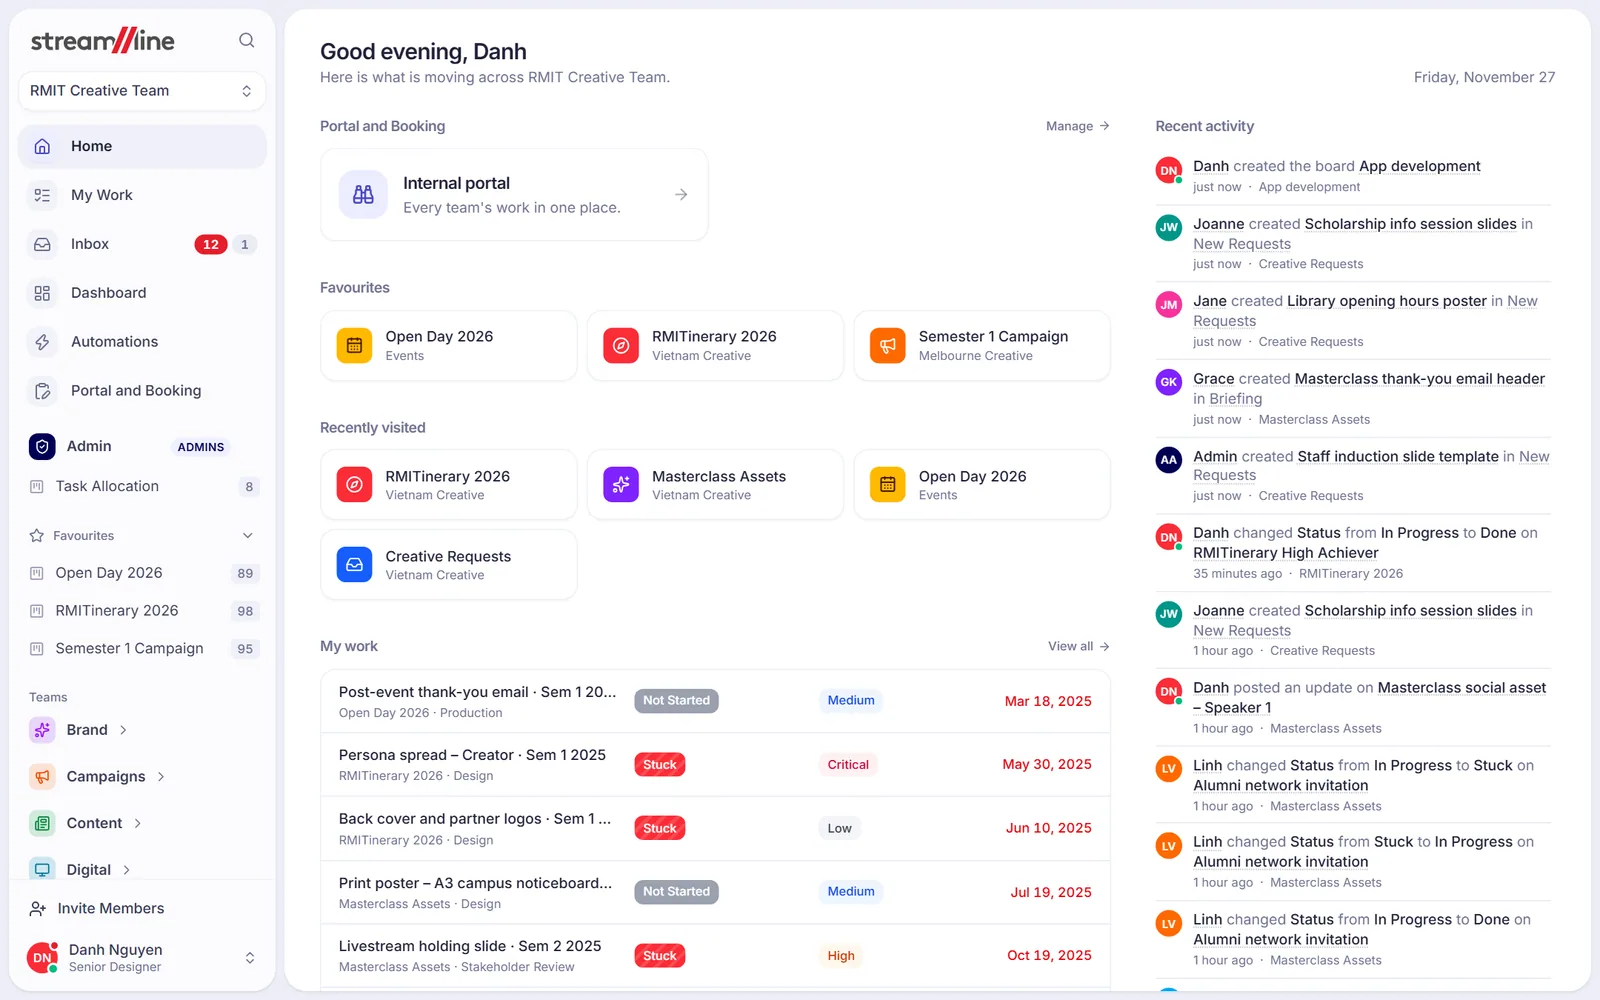 stream//line
RMIT Creative Team
Home
My Work
Inbox
12
1
Dashboard
Automations
Portal and Booking
Admin
ADMINS
Task Allocation
8
Favourites
Open Day 2026
89
RMITinerary 2026
98
Semester 1 Campaign
95
Teams
Brand
Campaigns
Content
Digital
Invite Members
DN
Danh Nguyen
Senior Designer
Good evening, Danh
Here is what is moving across RMIT Creative Team.
Friday, November 27
Portal and Booking
Manage →
Internal portal
Every team's work in one place.
Favourites
Open Day 2026
Events
RMITinerary 2026
Vietnam Creative
Semester 1 Campaign
Melbourne Creative
Recently visited
RMITinerary 2026
Vietnam Creative
Masterclass Assets
Vietnam Creative
Open Day 2026
Events
Creative Requests
Vietnam Creative
My work
View all →
Post-event thank-you email · Sem 1 20...
Open Day 2026 · Production
Not Started
Medium
Mar 18, 2025
Persona spread – Creator · Sem 1 2025
RMITinerary 2026 · Design
Stuck
Critical
May 30, 2025
Back cover and partner logos · Sem 1 ...
RMITinerary 2026 · Design
Stuck
Low
Jun 10, 2025
Print poster – A3 campus noticeboard...
Masterclass Assets · Design
Not Started
Medium
Jul 19, 2025
Livestream holding slide · Sem 2 2025
Masterclass Assets · Stakeholder Review
Stuck
High
Oct 19, 2025
Recent activity
DN
Danh created the board App development
just now · App development
JW
Joanne created Scholarship info session slides in
New Requests
just now · Creative Requests
JM
Jane created Library opening hours poster in New
Requests
just now · Creative Requests
GK
Grace created Masterclass thank-you email header
in Briefing
just now · Masterclass Assets
AA
Admin created Staff induction slide template in New
Requests
just now · Creative Requests
DN
Danh changed Status from In Progress to Done on
RMITinerary High Achiever
35 minutes ago · RMITinerary 2026
JW
Joanne created Scholarship info session slides in
New Requests
1 hour ago · Creative Requests
DN
Danh posted an update on Masterclass social asset
– Speaker 1
1 hour ago · Masterclass Assets
LV
Linh changed Status from In Progress to Stuck on
Alumni network invitation
1 hour ago · Masterclass Assets
LV
Linh changed Status from Stuck to In Progress on
Alumni network invitation
1 hour ago · Masterclass Assets
LV
Linh changed Status from In Progress to Done on
Alumni network invitation
1 hour ago · Masterclass Assets